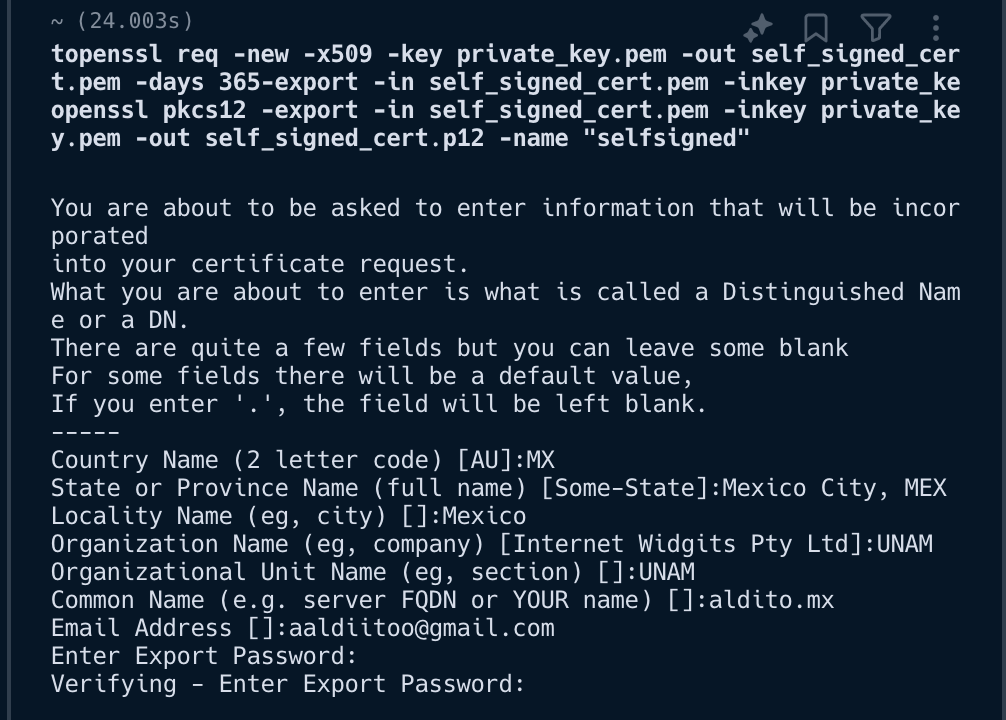 ~ (24.003s)
topenssl req -new -x509 -key private_key.pem -out self_signed_cer
t.pem -days 365-export -in self_signed_cert.pem -inkey private_ke
openssl pkcs12 -export -in self_signed_cert.pem -inkey private_ke
y.pem -out self_signed_cert.p12 -name "selfsigned"
You are about to be asked to enter information that will be incor
porated
into your certificate request.
What you are about to enter is what is called a Distinguished Nam
e or a DN.
There are quite a few fields but you can leave some blank
For some fields there will be a default value,
If you enter '.', the field will be left blank.
-----
Country Name (2 letter code) [AU]:MX
State or Province Name (full name) [Some-State]:Mexico City, MEX
Locality Name (eg, city) []:Mexico
Organization Name (eg, company) [Internet Widgits Pty Ltd]:UNAM
Organizational Unit Name (eg, section) []:UNAM
Common Name (e.g. server FQDN or YOUR name) []:aldito.mx
Email Address []:aaldiitoo@gmail.com
Enter Export Password:
Verifying - Enter Export Password: